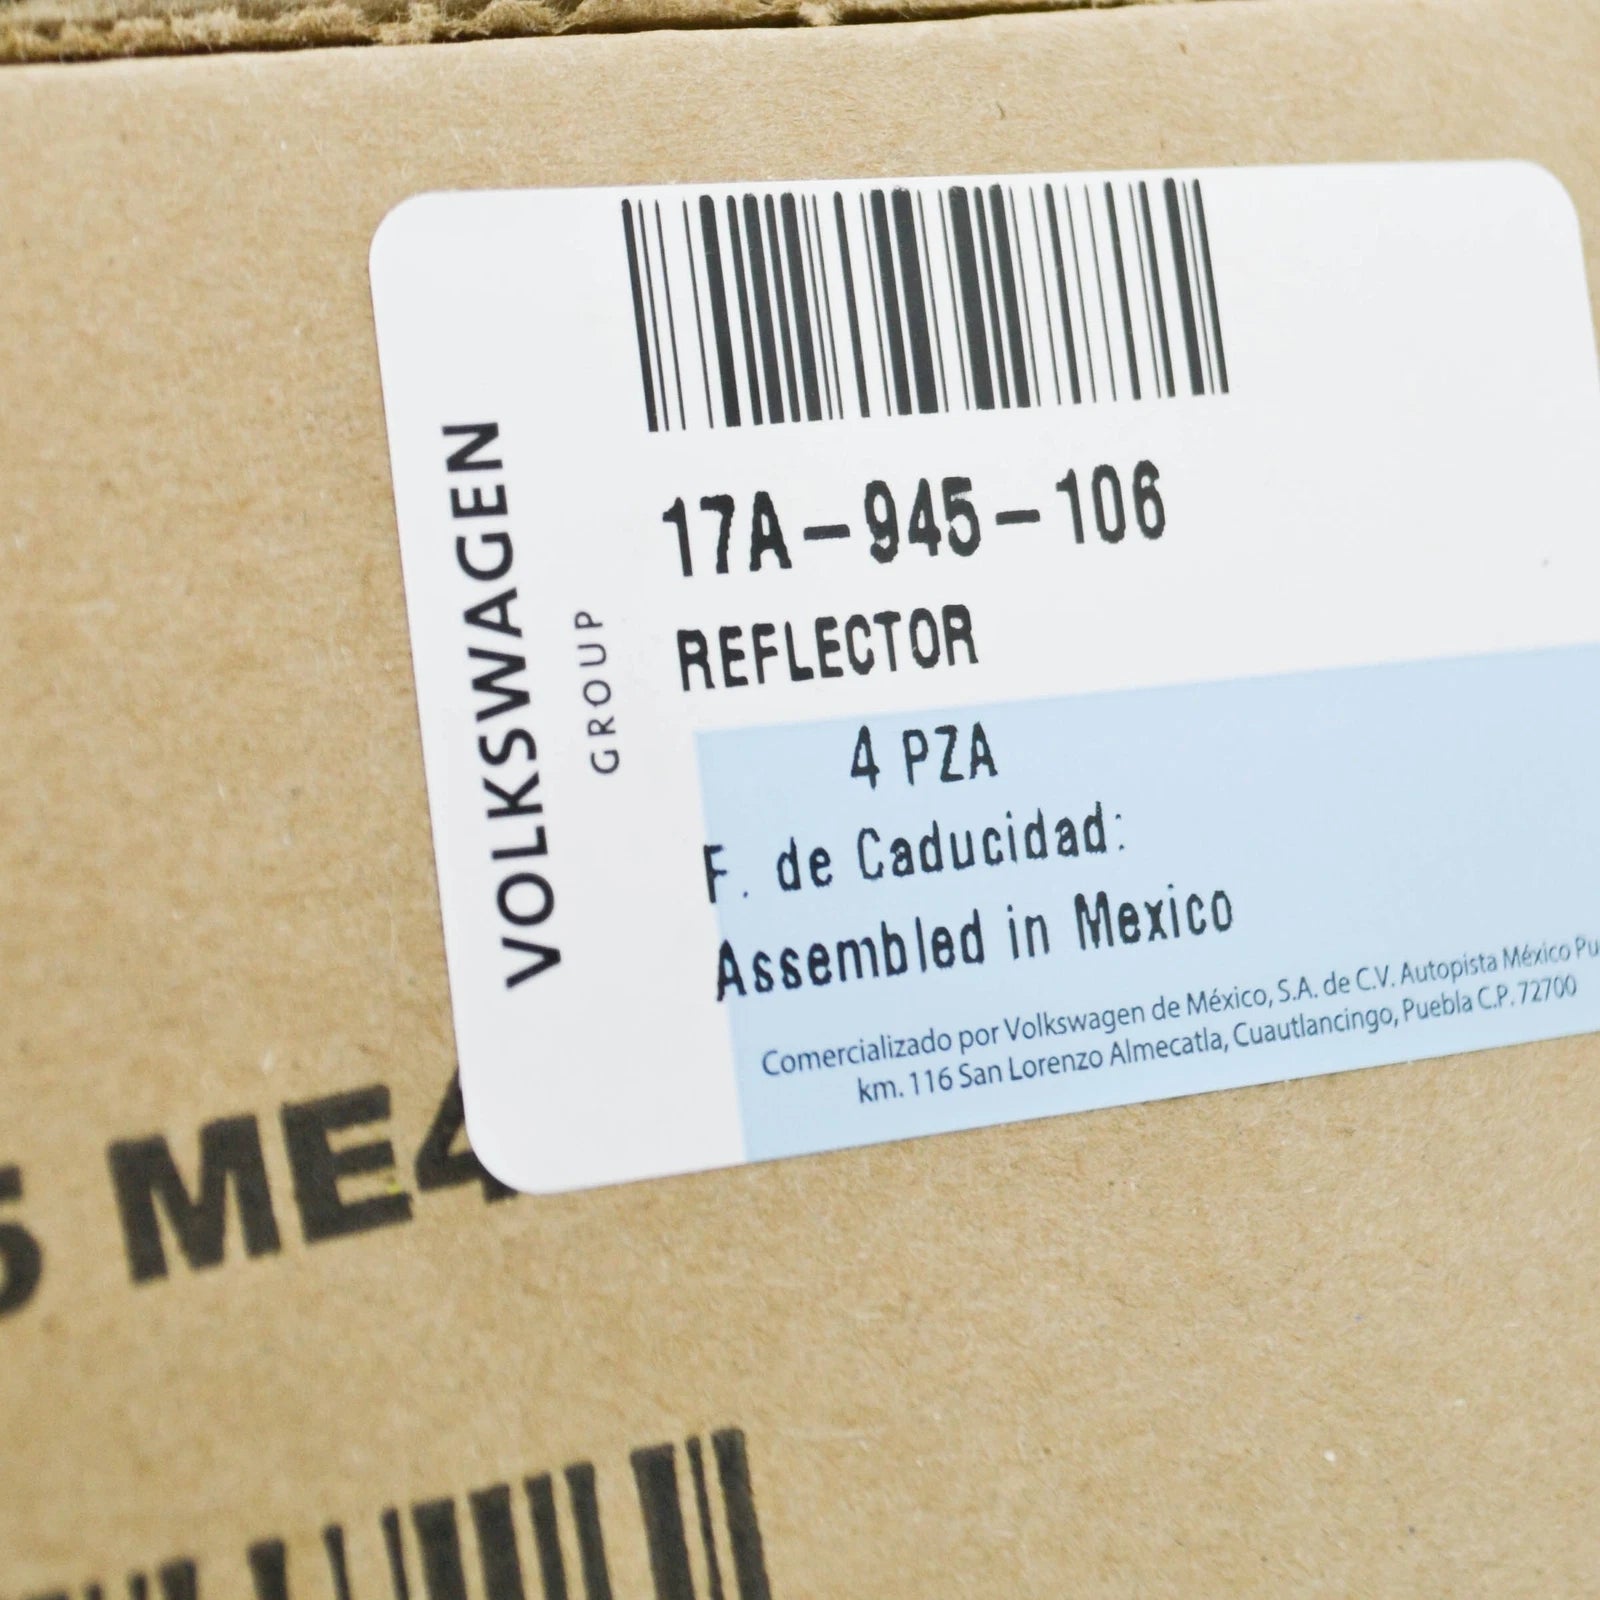 VOLKSWAGEN
GROUP
17A-945-106
REFLECTOR
4 PZA
F. de Caducidad:
Assembled in Mexico
Comercializado por Volkswagen de México, S.A. de C.V. Autopista México Pu
km. 116 San Lorenzo Almecatla, Cuautlancingo, Puebla C.P. 72700
ME4